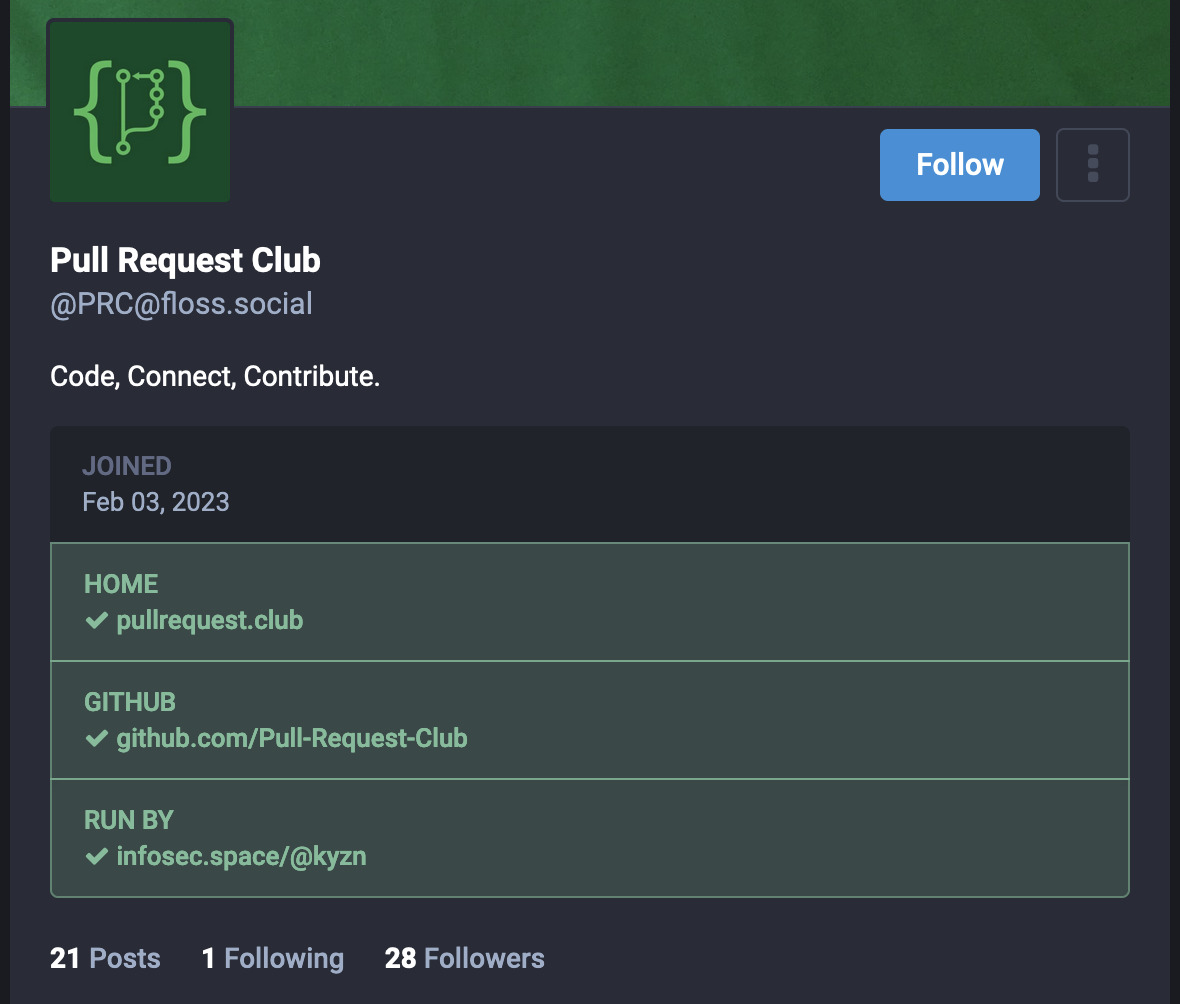 Follow
Pull Request Club
@PRC@floss.social
Code, Connect, Contribute.
JOINED
Feb 03, 2023
HOME
pullrequest.club
GITHUB
github.com/Pull-Request-Club
RUN BY
infosec.space/@kyzn
21 Posts 1 Following 28 Followers